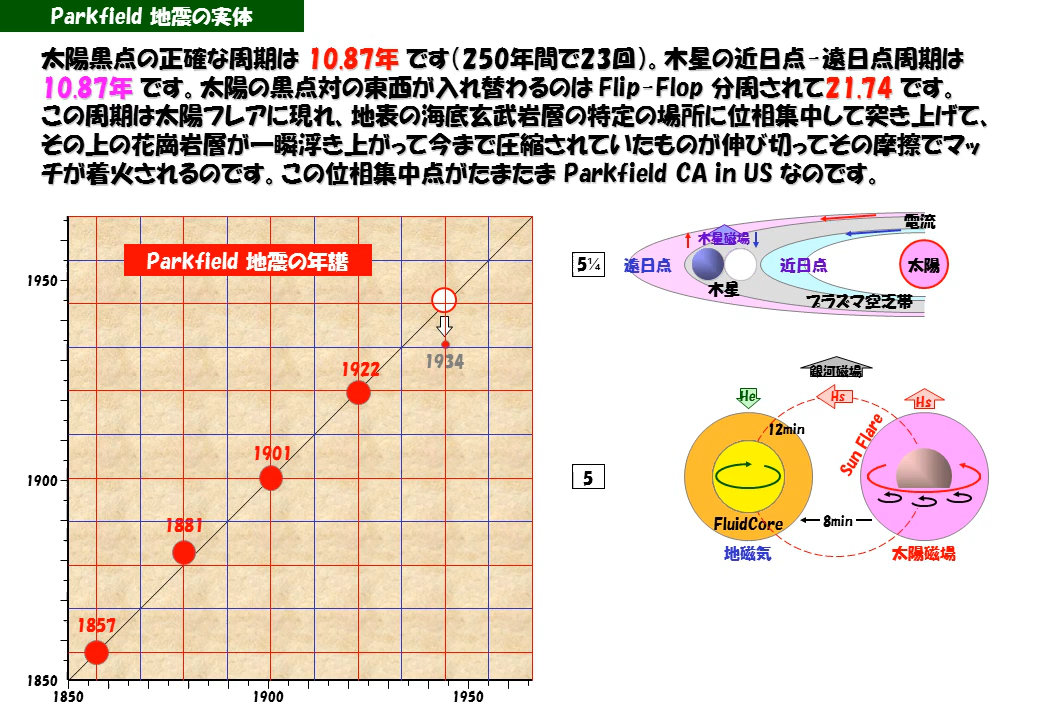 Parkfield 地震の実体
太陽黒点の正確な周期は 10.87年 です(250年間で23回)。木星の近日点-遠日点周期は
10.87年 です。太陽の黒点対の東西が入れ替わるのは Flip-Flop 分周されて21.74 です。
この周期は太陽フレアに現れ、地表の海底玄武岩層の特定の場所に位相集中して突き上げて、
その上の花崗岩層が一瞬浮き上がって今まで圧縮されていたものが伸び切ってその摩擦でマッ
チが着火されるのです。この位相集中点がたまたま Parkfield CA in US なのです。
Parkfield 地震の年譜
1950
1934
1922
1901
1900
1881
1857
1850
1850
1900
1950
5¼
電流
木星磁場
遠日点
近日点
太陽
木星
プラズマ空乏帯
5
銀河磁場
He
Hs
Hs
12min
Sun Flare
FluidCore
8min
地磁気
太陽磁場